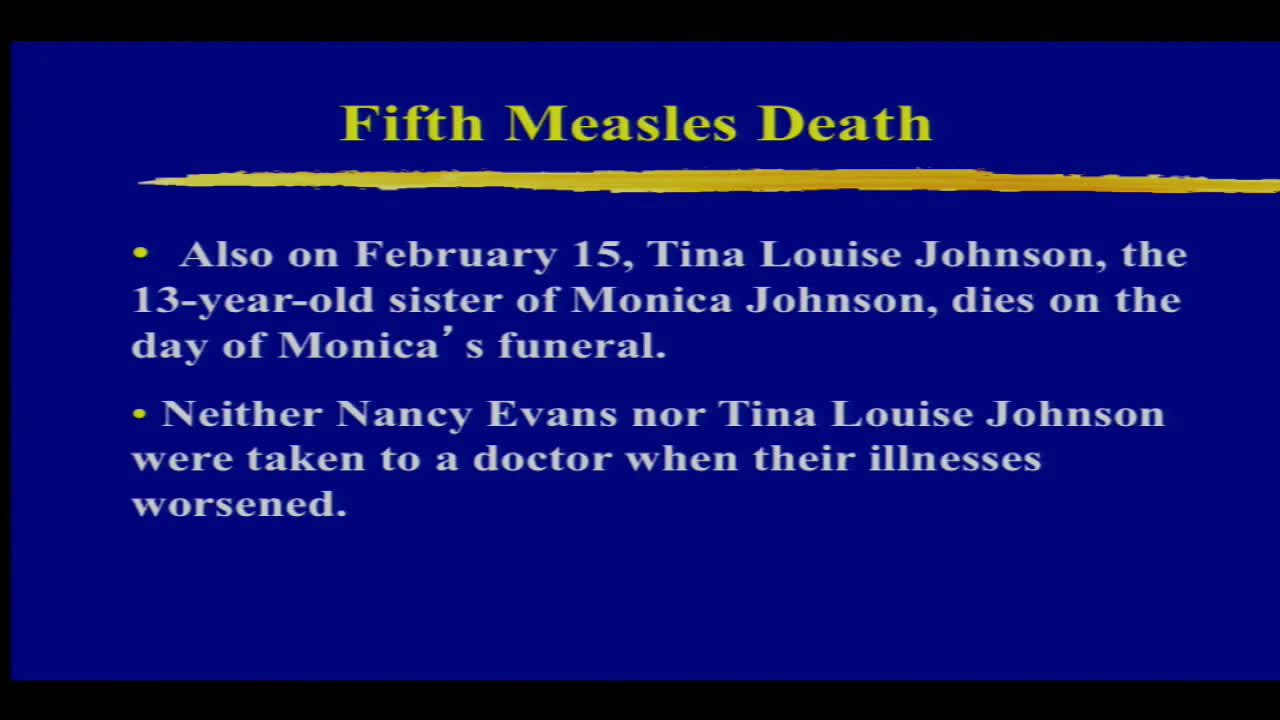 Fifth Measles Death
• Also on February 15, Tina Louise Johnson, the
13-year-old sister of Monica Johnson, dies on the
day of Monica’s funeral.
• Neither Nancy Evans nor Tina Louise Johnson
were taken to a doctor when their illnesses
worsened.